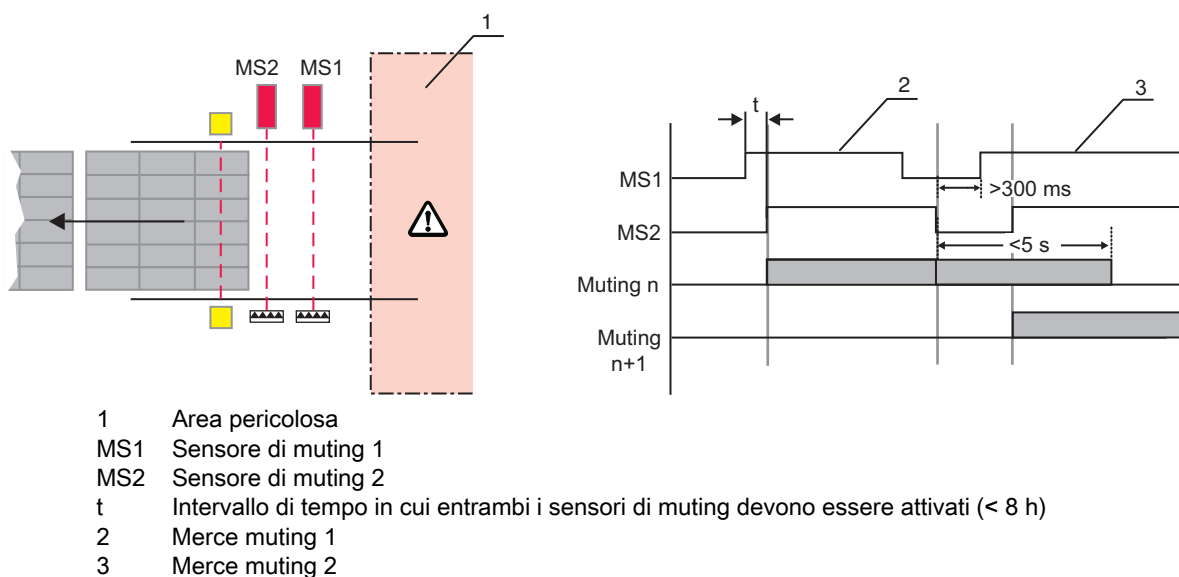 1
MS2 MS1
t
2
3
MS1
>300 ms
MS2
<5 s
Muting n
Muting
n+1
1 Area pericolosa
MS1 Sensore di muting 1
MS2 Sensore di muting 2
t Intervallo di tempo in cui entrambi i sensori di muting devono essere attivati (< 8 h)
2 Merce muting 1
3 Merce muting 2